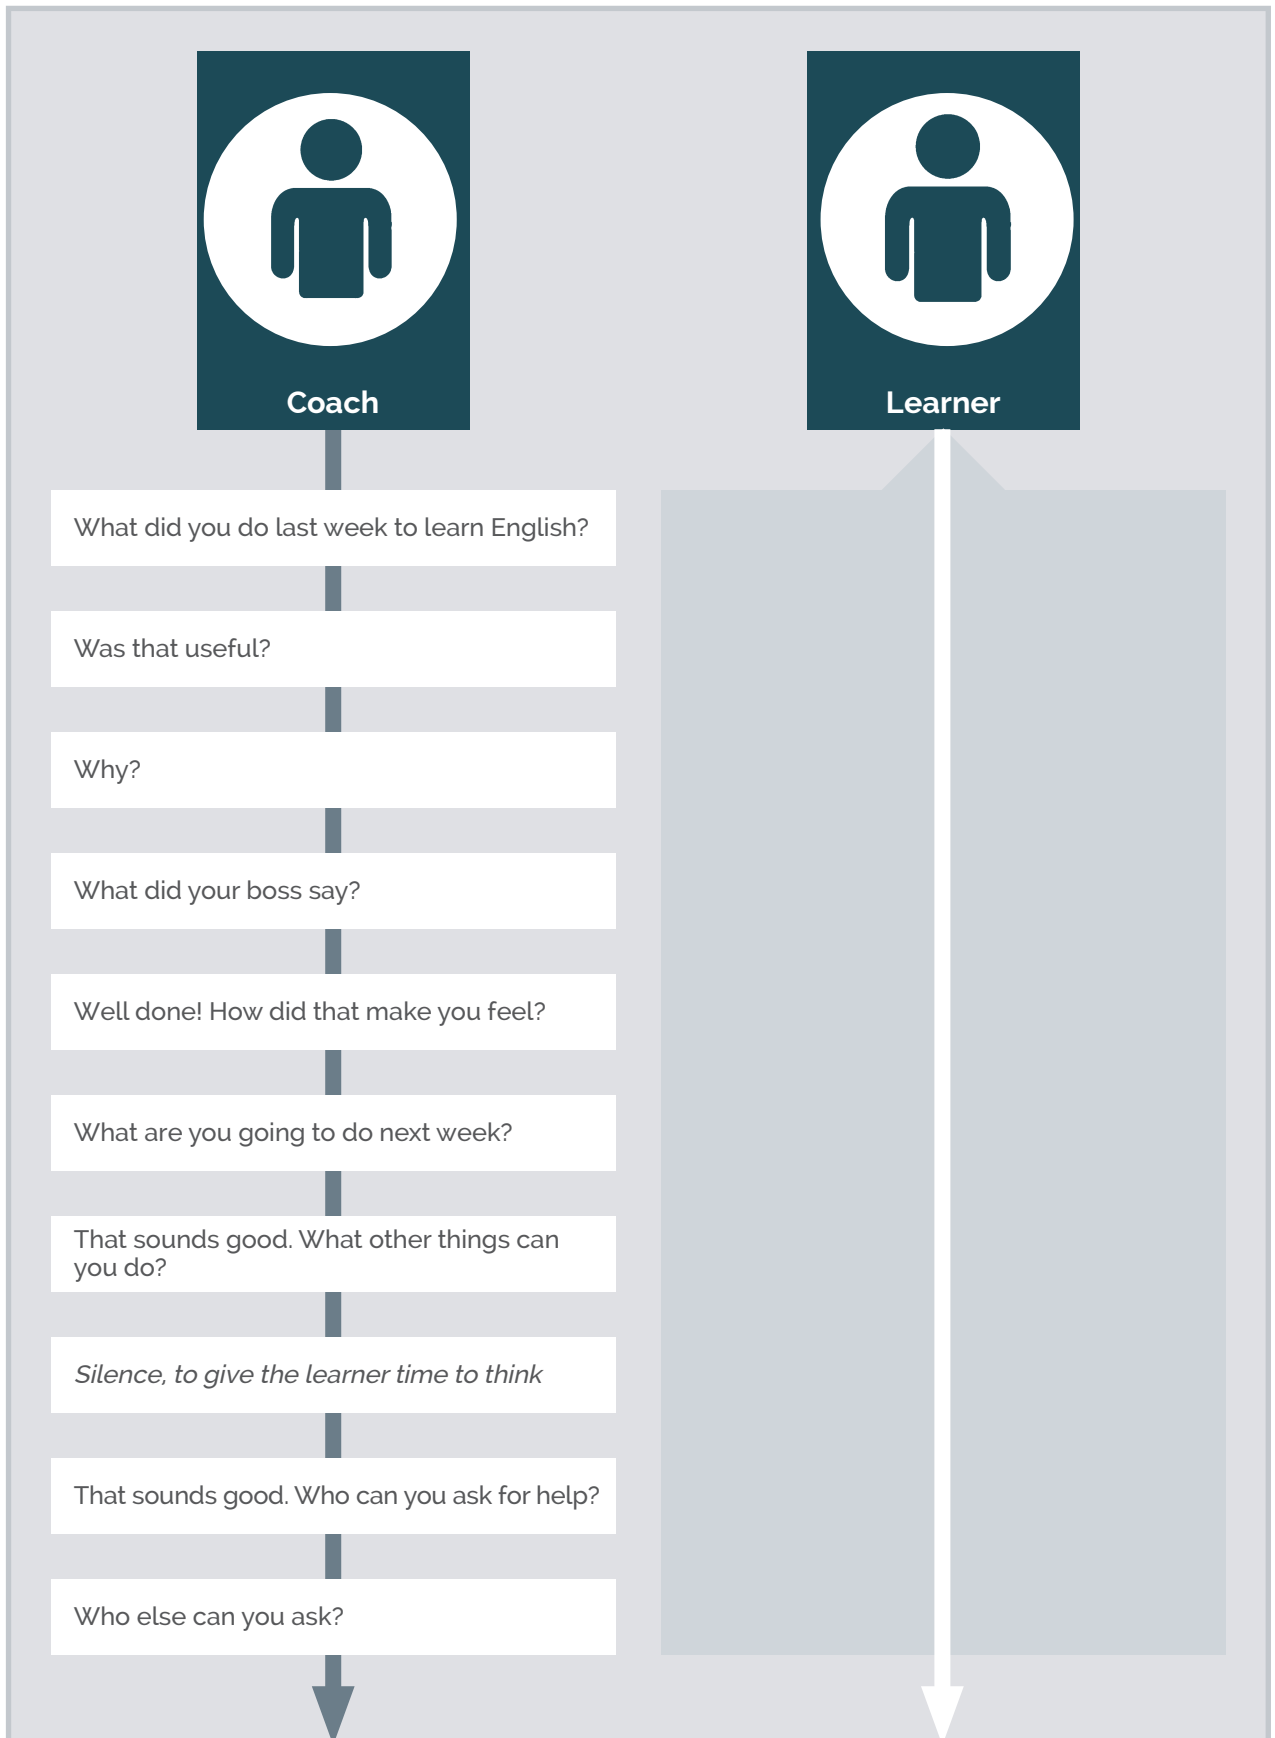 Coach
Learner
What did you do last week to learn English?
Was that useful?
Why?
What did your boss say?
Well done! How did that make you feel?
What are you going to do next week?
That sounds good. What other things can
you do?
Silence, to give the learner time to think
That sounds good. Who can you ask for help?
Who else can you ask?